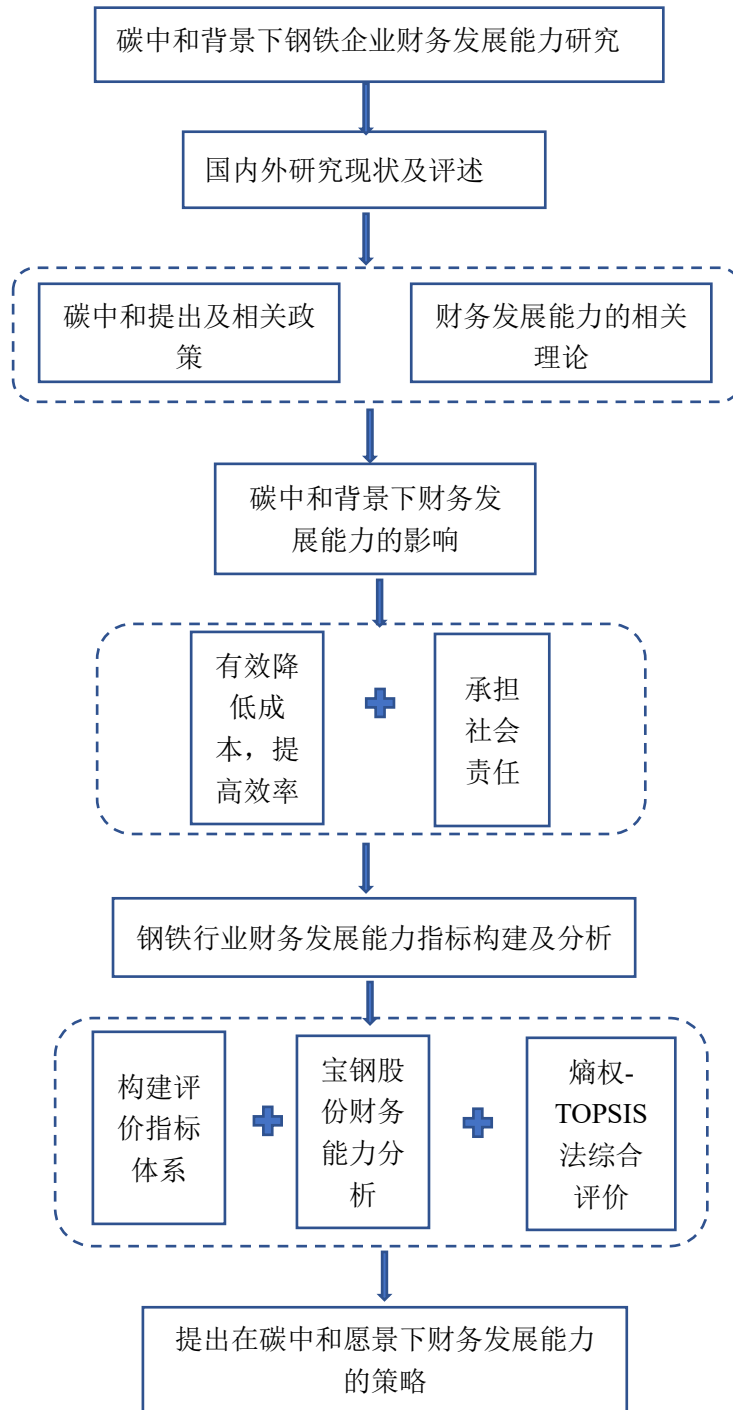 碳中和背景下钢铁企业财务发展能力研究
国内外研究现状及评述
碳中和提出及相关政
策
财务发展能力的相关
理论
碳中和背景下财务发
展能力的影响
有效降
低成
本，提
高效率
承担
社会
责任
钢铁行业财务发展能力指标构建及分析
构建评
价指标
体系
宝钢股
份财务
能力分
析
熵权-
TOPSIS
法综合
评价
提出在碳中和愿景下财务发展能力
的策略